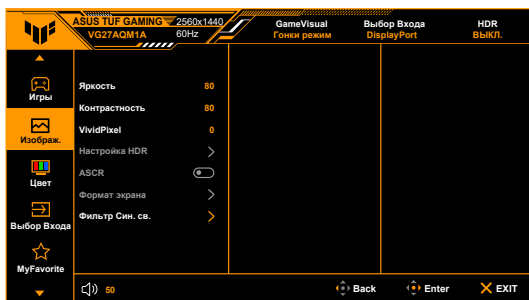 ASUS TUF GAMING 2560x1440
VG27AQM1A 60Hz
GameVisual
Гонки режим
Выбор Входа
DisplayPort
HDR
ВЫКЛ.
Игры
Изображ.
Цвет
Выбор Входа
MyFavorite
Яркость 80
Контрастность 80
VividPixel 0
Настройка HDR
ASCR
Формат экрана
Фильтр Син. св.
50
Back
Enter
EXIT